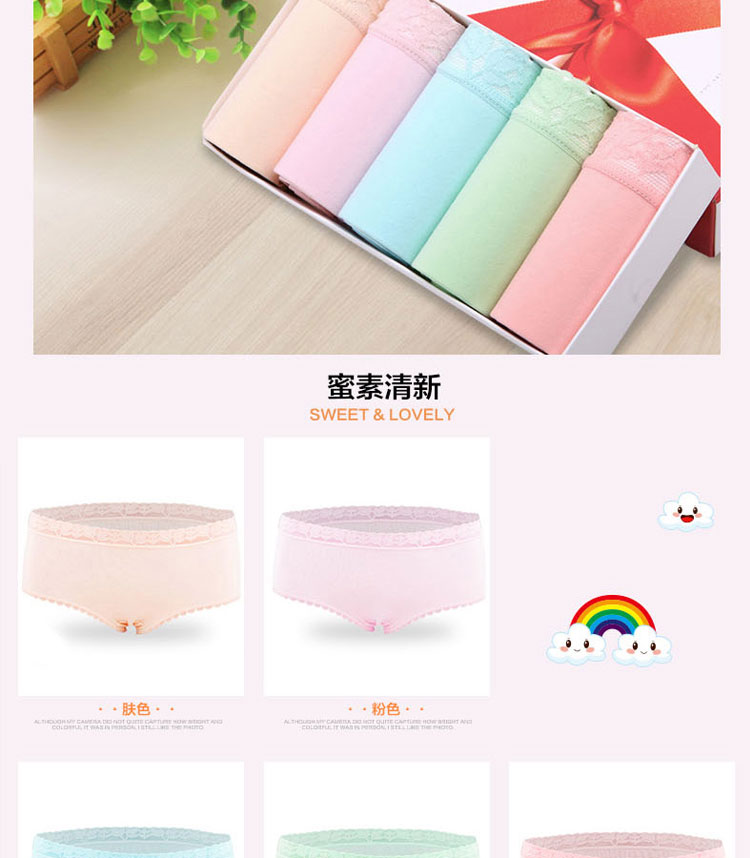 蜜素清新
SWEET & LOVELY
··肤色··
ALTHOUGH MY CAMERA DID NOT QUITE CAPTURE HOW BRIGHT AND
COLORFUL IT WAS IN PERSON, I STILL LIKE THE PHOTO.
··粉色··
ALTHOUGH MY CAMERA DID NOT QUITE CAPTURE HOW BRIGHT AND
COLORFUL, IT WAS IN PERSON, I STILL LIKE THE PHOTO.